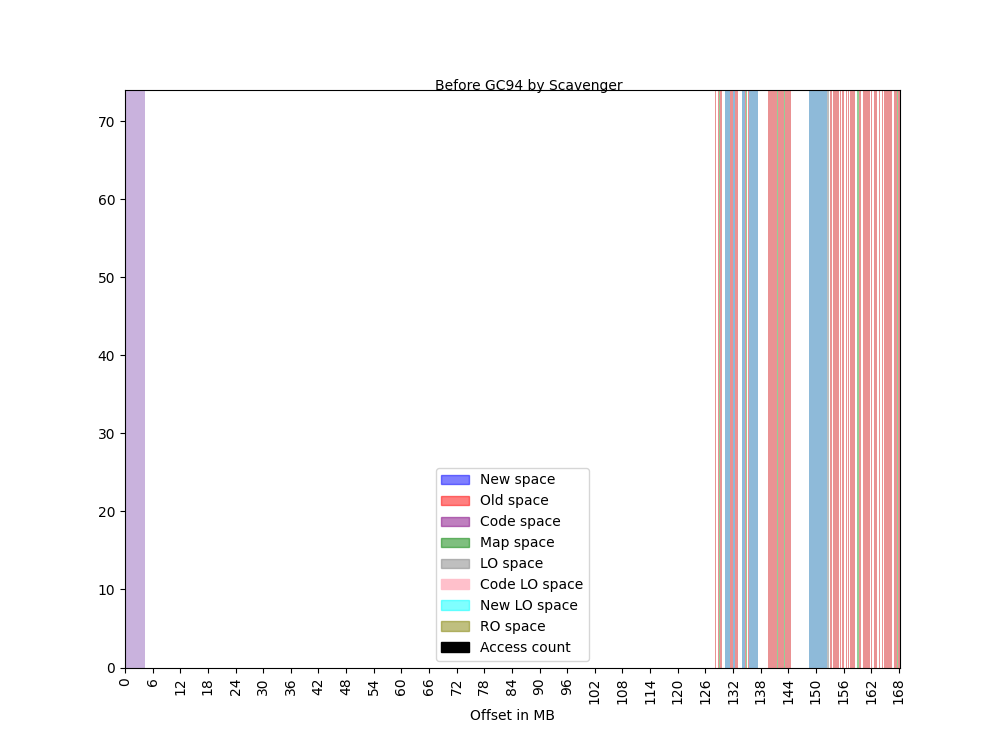 Before GC94 by Scavenger
70
60
50
40
30
20
10
0
New space
Old space
Code space
Map space
LO space
Code LO space
New LO space
RO space
Access count
0 6 12 18 24 30 36 42 48 54 60 66 72 78 84 90 96 102 108 114 120 126 132 138 144 150 156 162 168
Offset in MB